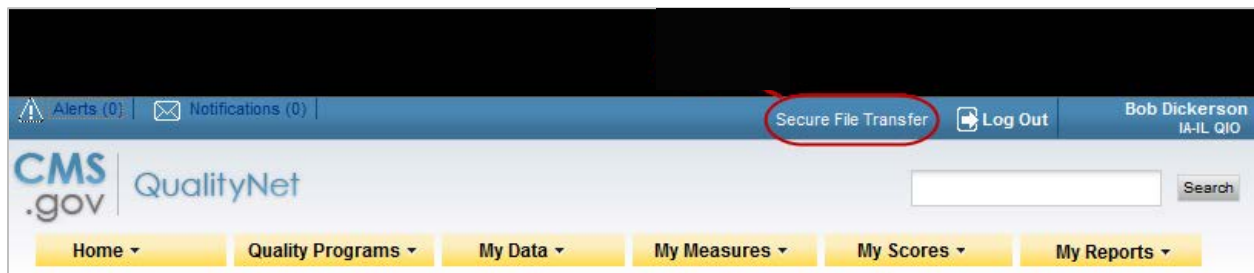 Alerts (0) Notifications (0) Secure File Transfer Log Out Bob Dickerson
IA-IL QIO
CMS
.gov
QualityNet
Search
Home Quality Programs My Data My Measures My Scores My Reports